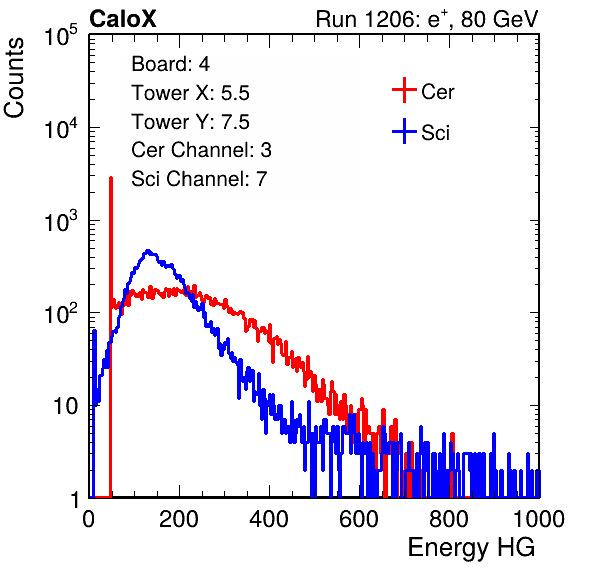 CaloX Run 1206: e⁺, 80 GeV
Counts
10⁵
10⁴
10³
10²
10
1
Board: 4
Tower X: 5.5
Tower Y: 7.5
Cer Channel: 3
Sci Channel: 7
Cer
Sci
0 200 400 600 800 1000
Energy HG